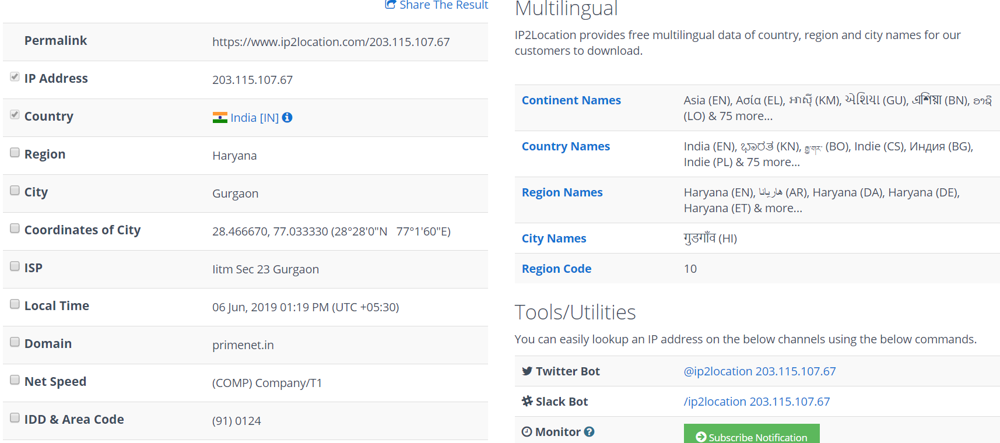 Share The Result
Permalink https://www.ip2location.com/203.115.107.67
IP Address 203.115.107.67
Country India [IN]
Region Haryana
City Gurgaon
Coordinates of City 28.466670, 77.033330 (28°28'0"N 77°1'60"E)
ISP Iitm Sec 23 Gurgaon
Local Time 06 Jun, 2019 01:19 PM (UTC +05:30)
Domain primenet.in
Net Speed (COMP) Company/T1
IDD & Area Code (91) 0124
Multilingual
IP2Location provides free multilingual data of country, region and city names for our
customers to download.
Continent Names Asia (EN), Ασία (EL), អាស៊ី (KM), એશિયા (GU), এশিয়া (BN), ອາຊີ
(LO) & 75 more...
Country Names India (EN), ಭಾರತ (KN), རྒྱ་གར་ (BO), Indie (CS), Индия (BG),
Indie (PL) & 75 more...
Region Names Haryana (EN), هاريانا (AR), Haryana (DA), Haryana (DE),
Haryana (ET) & more...
City Names गुडगाँव (HI)
Region Code 10
Tools/Utilities
You can easily lookup an IP address on the below channels using the below commands.
Twitter Bot @ip2location 203.115.107.67
Slack Bot /ip2location 203.115.107.67
Monitor Subscribe Notification